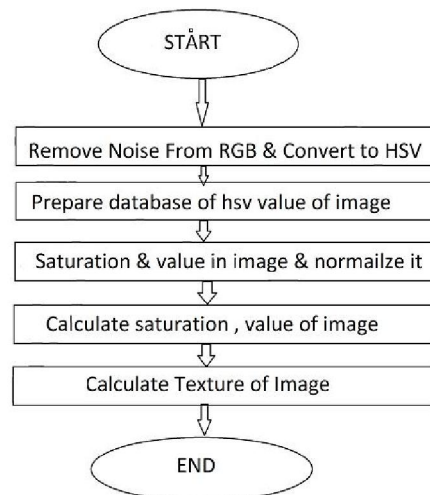 STÅRT
Remove Noise From RGB & Convert to HSV
Prepare database of hsv value of image
Saturation & value in image & normailze it
Calculate saturation , value of image
Calculate Texture of Image
END